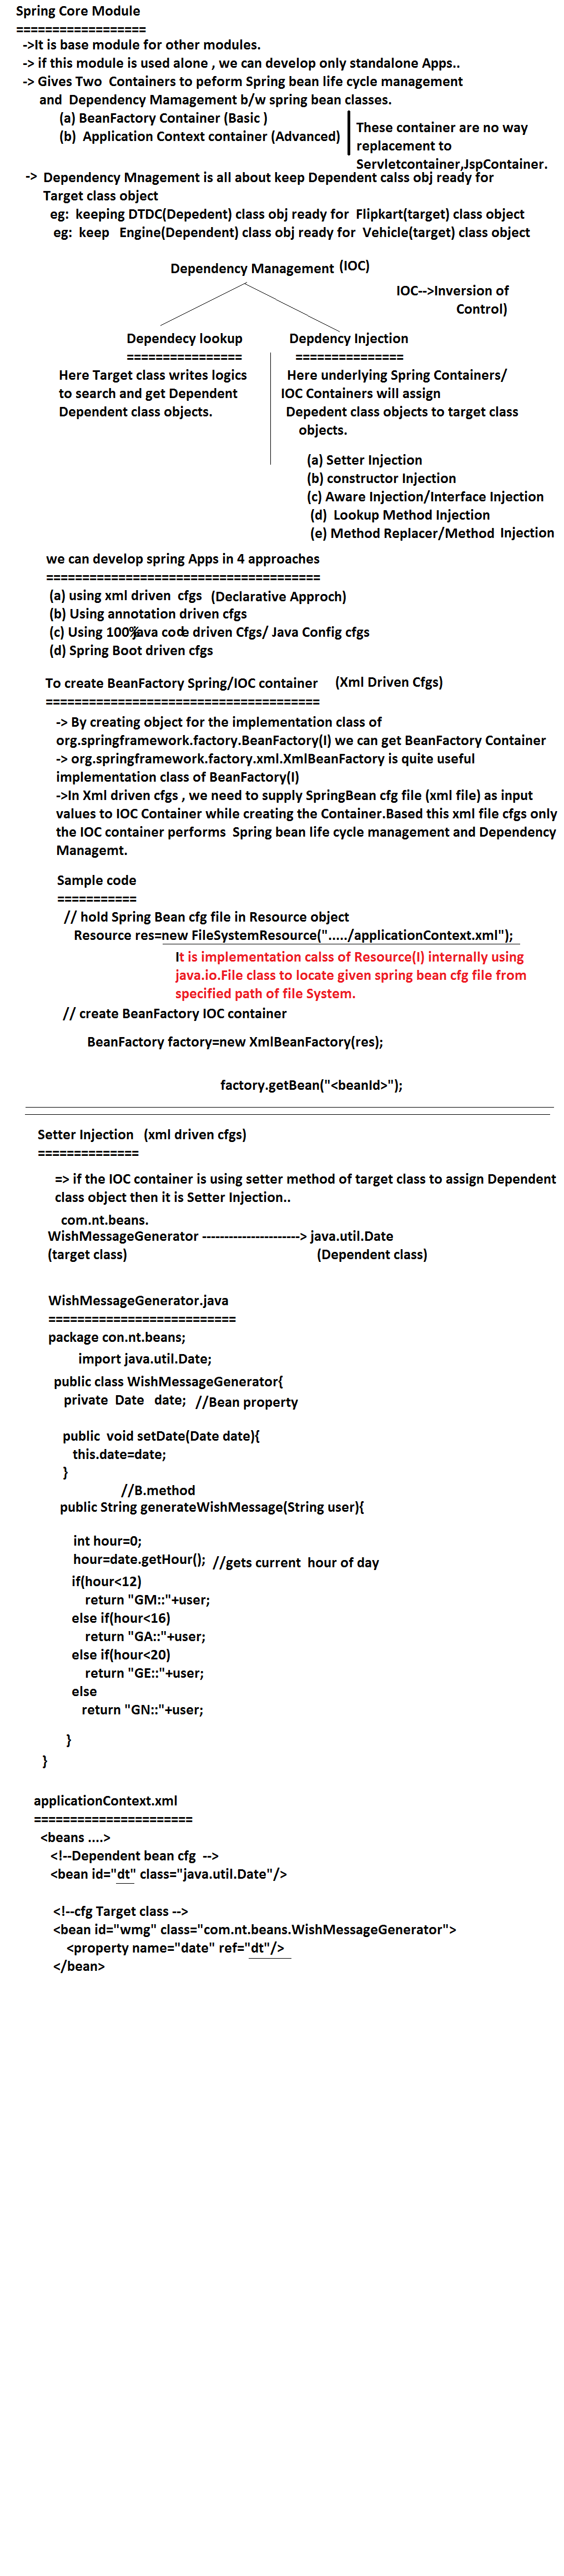 Spring Core Module
==================
->It is base module for other modules.
-> if this module is used alone , we can develop only standalone Apps..
-> Gives Two  Containers to peform Spring bean life cycle management
and  Dependency Mamagement b/w spring bean classes.
(a) BeanFactory Container (Basic )
(b)  Application Context container (Advanced)
These container are no way
replacement to
Servletcontainer,JspContainer.
->  Dependency Mnagement is all about keep Dependent calss obj ready for
Target class object
eg:  keeping DTDC(Depedent) class obj ready for  Flipkart(target) class object
eg:  keep   Engine(Dependent) class obj ready for  Vehicle(target) class object
Dependency Management (IOC)
IOC-->Inversion of
Control)
Dependecy lookup
================
Here Target class writes logics
to search and get Dependent
Dependent class objects.
Depdency Injection
===============
Here underlying Spring Containers/
IOC Containers will assign
Depedent class objects to target class
objects.
(a) Setter Injection
(b) constructor Injection
(c) Aware Injection/Interface Injection
(d)  Lookup Method Injection
(e) Method Replacer/Method Injection
we can develop spring Apps in 4 approaches
======================================
(a) using xml driven  cfgs  (Declarative Approch)
(b) Using annotation driven cfgs
(c) Using 100%java code driven Cfgs/ Java Config cfgs
(d) Spring Boot driven cfgs
To create BeanFactory Spring/IOC container    (Xml Driven Cfgs)
======================================
-> By creating object for the implementation class of
org.springframework.factory.BeanFactory(I) we can get BeanFactory Container
-> org.springframework.factory.xml.XmlBeanFactory is quite useful
implementation class of BeanFactory(I)
->In Xml driven cfgs , we need to supply SpringBean cfg file (xml file) as input
values to IOC Container while creating the Container.Based this xml file cfgs only
the IOC container performs  Spring bean life cycle management and Dependency
Managemt.
Sample code
===========
// hold Spring Bean cfg file in Resource object
Resource res=new FileSystemResource("...../applicationContext.xml");
It is implementation calss of Resource(I) internally using
java.io.File class to locate given spring bean cfg file from
specified path of file System.
// create BeanFactory IOC container
BeanFactory factory=new XmlBeanFactory(res);
factory.getBean("<beanId>");
Setter Injection   (xml driven cfgs)
==============
=> if the IOC container is using setter method of target class to assign Dependent
class object then it is Setter Injection..
com.nt.beans.
WishMessageGenerator ----------------------> java.util.Date
(target class)                    (Dependent class)
WishMessageGenerator.java
==========================
package con.nt.beans;
import java.util.Date;
public class WishMessageGenerator{
private  Date   date;  //Bean property
public  void setDate(Date date){
this.date=date;
}
//B.method
public String generateWishMessage(String user){
int hour=0;
hour=date.getHour();  //gets current  hour of day
if(hour<12)
return "GM::"+user;
else if(hour<16)
return "GA::"+user;
else if(hour<20)
return "GE::"+user;
else
return "GN::"+user;
}
}
applicationContext.xml
======================
<beans ....>
<!--Dependent bean cfg  -->
<bean id="dt" class="java.util.Date"/>
<!--cfg Target class -->
<bean id="wmg" class="com.nt.beans.WishMessageGenerator">
<property name="date" ref="dt"/>
</bean>